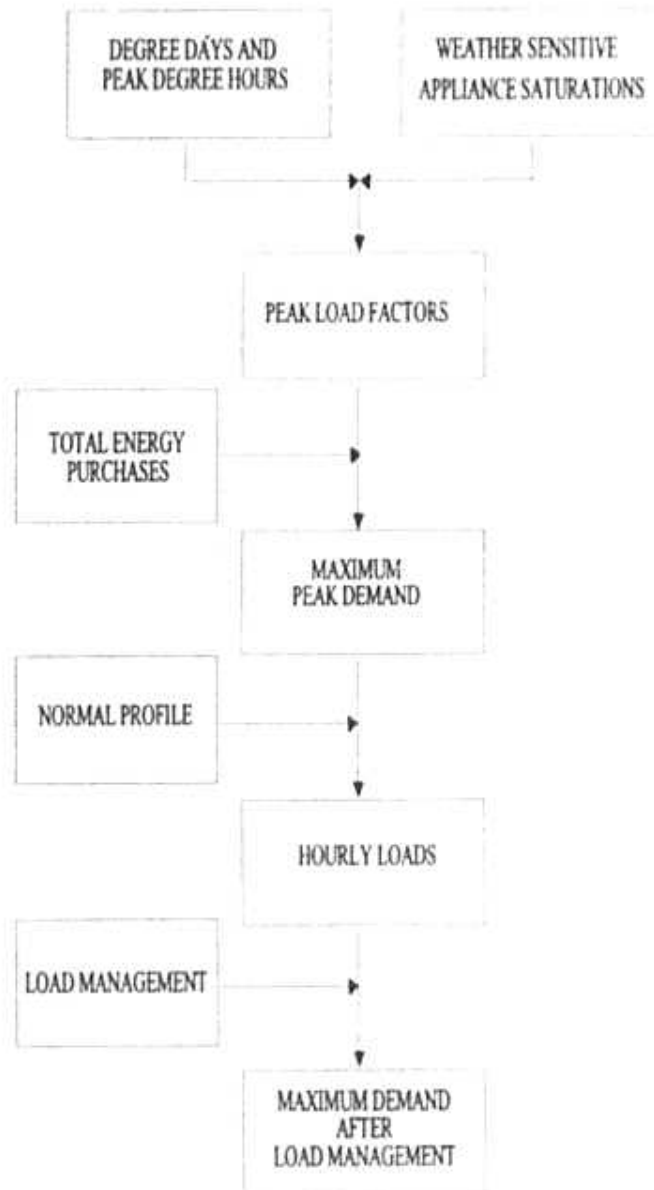 DEGREE DAYS AND
PEAK DEGREE HOURS
WEATHER SENSITIVE
APPLIANCE SATURATIONS
PEAK LOAD FACTORS
TOTAL ENERGY
PURCHASES
MAXIMUM
PEAK DEMAND
NORMAL PROFILE
HOURLY LOADS
LOAD MANAGEMENT
MAXIMUM DEMAND
AFTER
LOAD MANAGEMENT